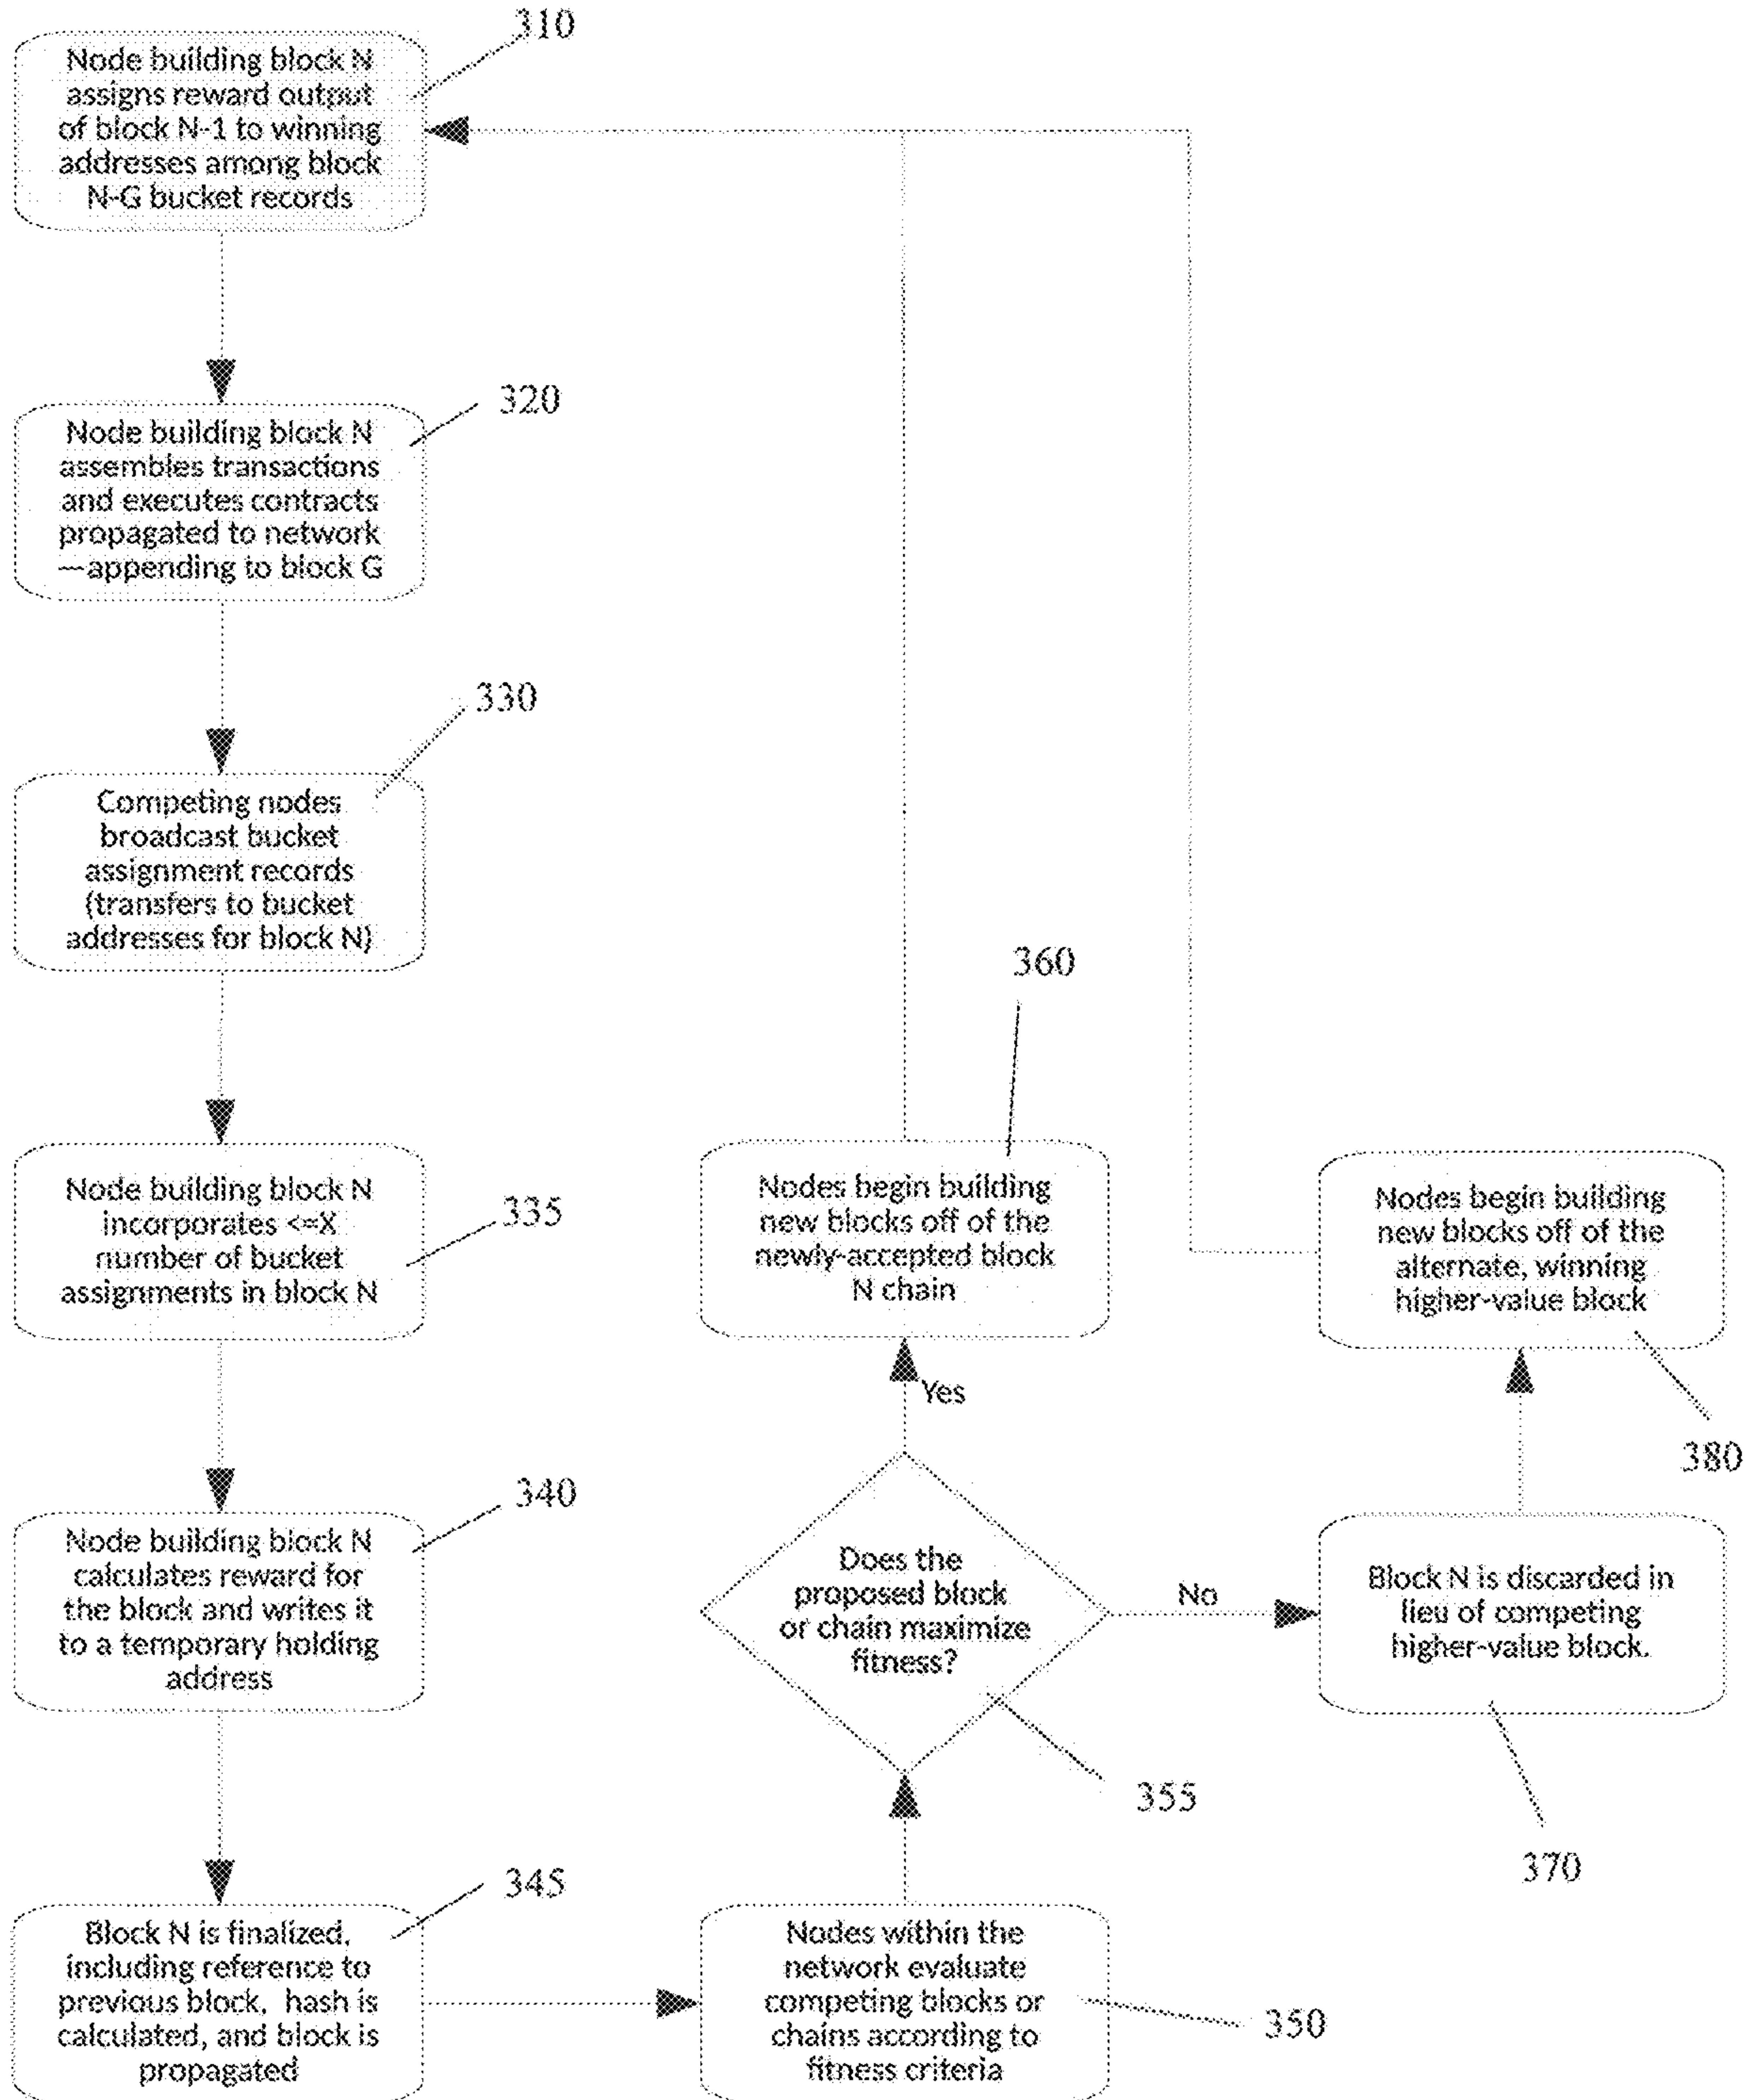 310
Node building block N
assigns reward output
of block N-1 to winning
addresses among block
N-G bucket records
320
Node building block N
assembles transactions
and executes contracts
propagated to network
—appending to block G
330
Competing nodes
broadcast bucket
assignment records
(transfers to bucket
addresses for block N)
335
Node building block N
incorporates <=X
number of bucket
assignments in block N
340
Node building block N
calculates reward for
the block and writes it
to a temporary holding
address
345
Block N is finalized,
including reference to
previous block, hash is
calculated, and block is
propagated
350
Nodes within the
network evaluate
competing blocks or
chains according to
fitness criteria
355
Does the
proposed block
or chain maximize
fitness?
Yes
No
360
Nodes begin building
new blocks off of the
newly-accepted block
N chain
370
Block N is discarded in
lieu of competing
higher-value block.
380
Nodes begin building
new blocks off of the
alternate, winning
higher-value block